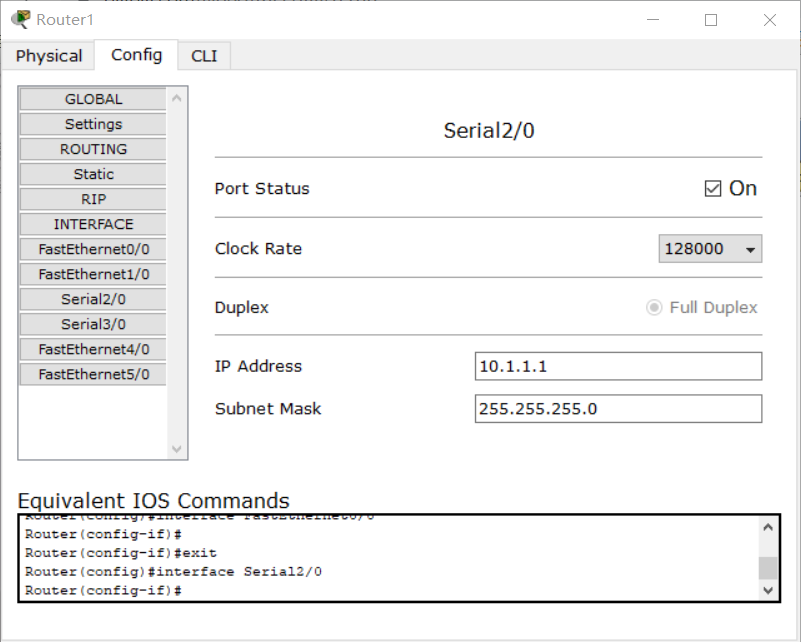 Router1
Physical Config CLI
GLOBAL
Settings
ROUTING
Static
RIP
INTERFACE
FastEthernet0/0
FastEthernet1/0
Serial2/0
Serial3/0
FastEthernet4/0
FastEthernet5/0
Serial2/0
Port Status On
Clock Rate 128000
Duplex Full Duplex
IP Address 10.1.1.1
Subnet Mask 255.255.255.0
Equivalent IOS Commands
Router(config)#interface FastEthernet0/0
Router(config-if)#
Router(config-if)#exit
Router(config)#interface Serial2/0
Router(config-if)#